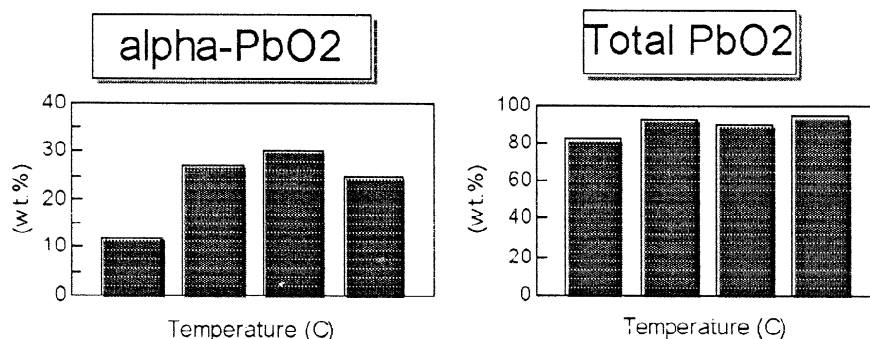 alpha-PbO2
40
30
20
10
0
(wt.%)
Temperature (C)
Total PbO2
100
80
60
40
20
0
(wt.%)
Temperature (C)